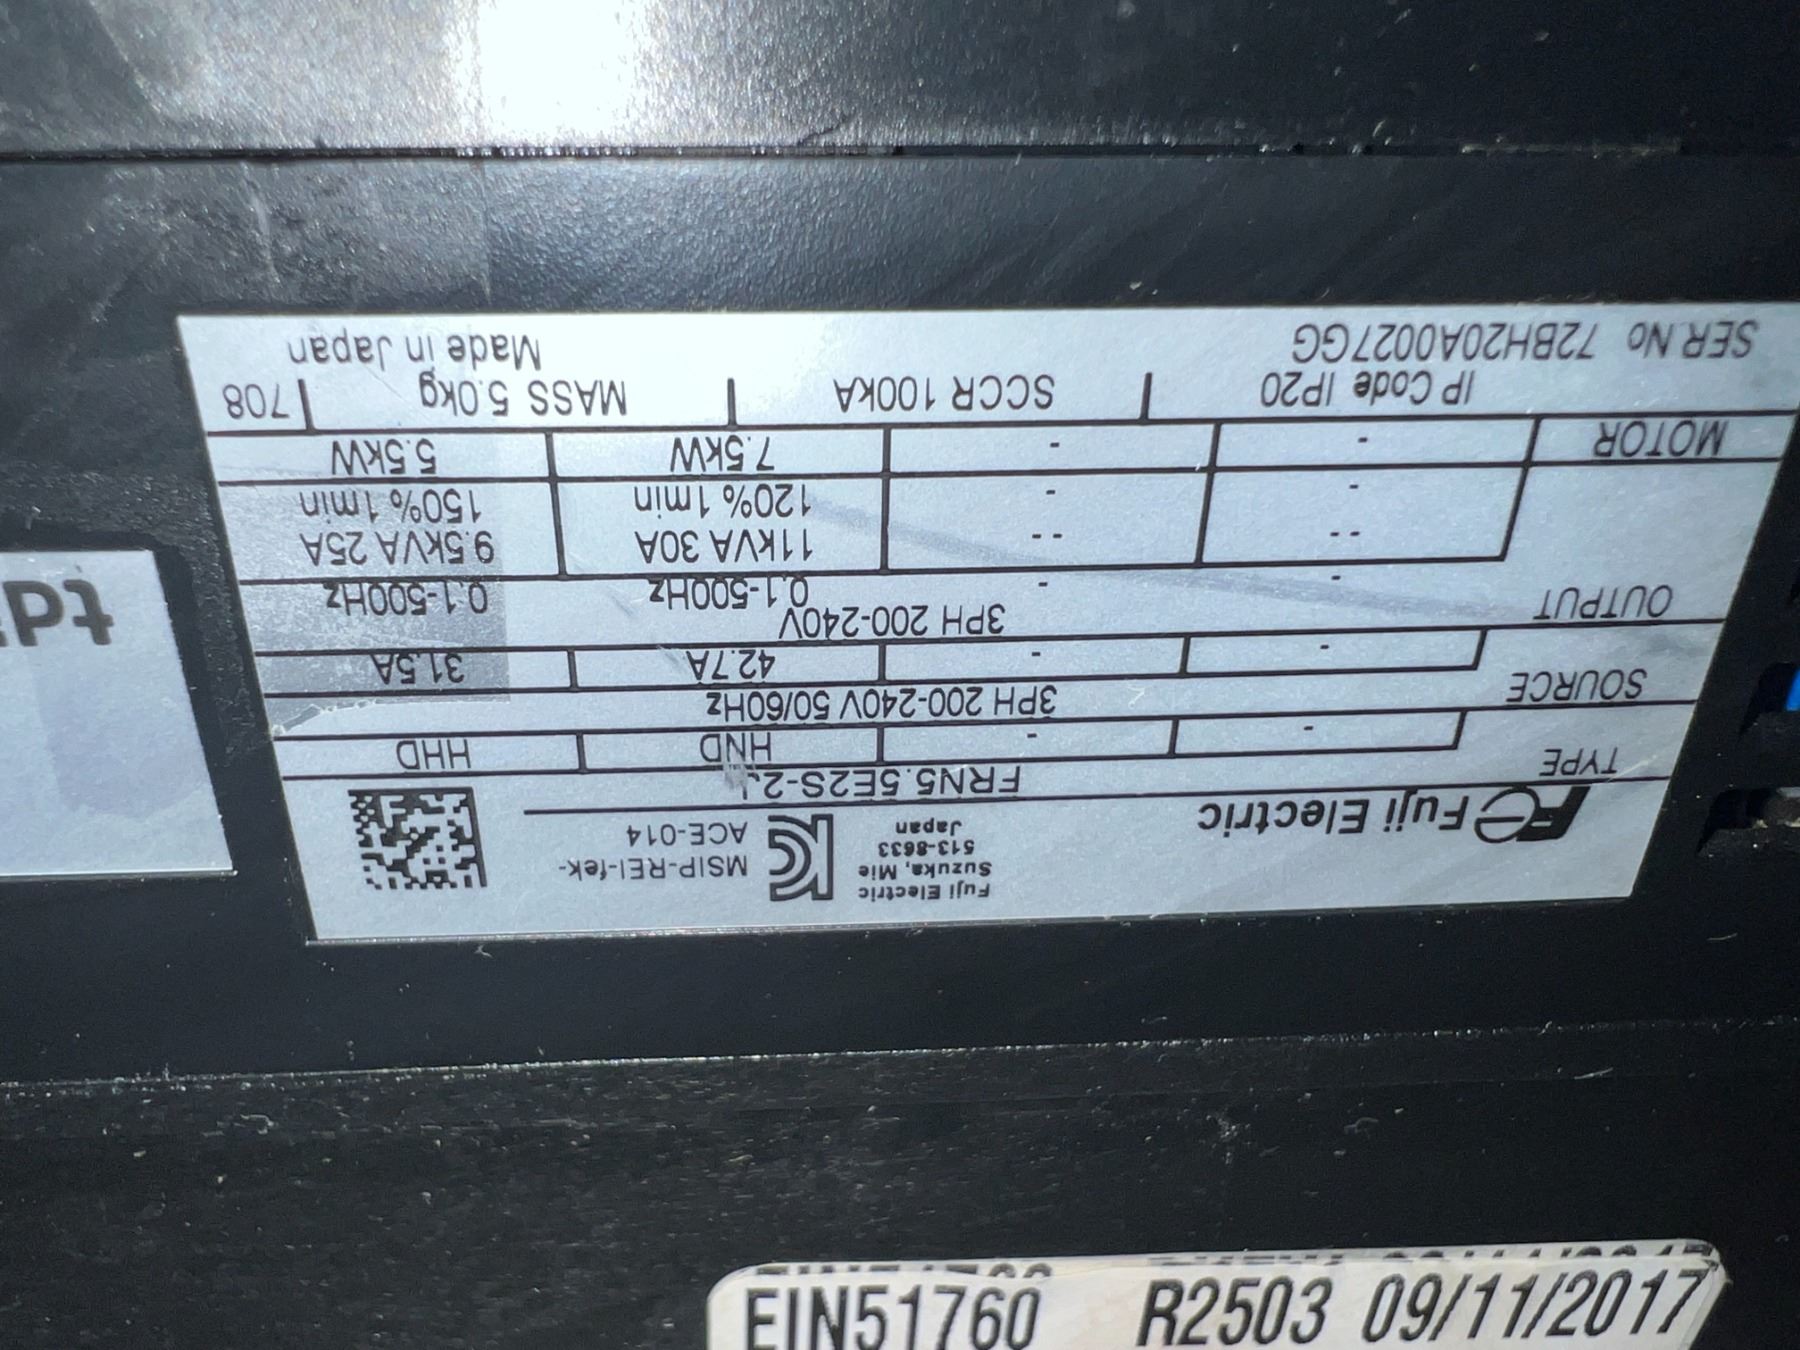 Fuji Electric
Fuji Electric
Suzuka, Mie
513-8633
Japan
MSIP-REI-fek-
ACE-014
TYPE FRN5.5E2S-2J
- - HND HHD
SOURCE 3PH 200-240V 50/60Hz
- - 42.7A 31.5A
OUTPUT 3PH 200-240V
- - 0.1-500Hz 0.1-500Hz
-- -- 11kVA 30A 9.5kVA 25A
- - 120% 1min 150% 1min
MOTOR - - 7.5kW 5.5kW
IP Code IP20 SCCR 100kA MASS 5.0kg 708
SER No 72BH20A0027GG Made in Japan
EIN51760 R2503 09/11/2017